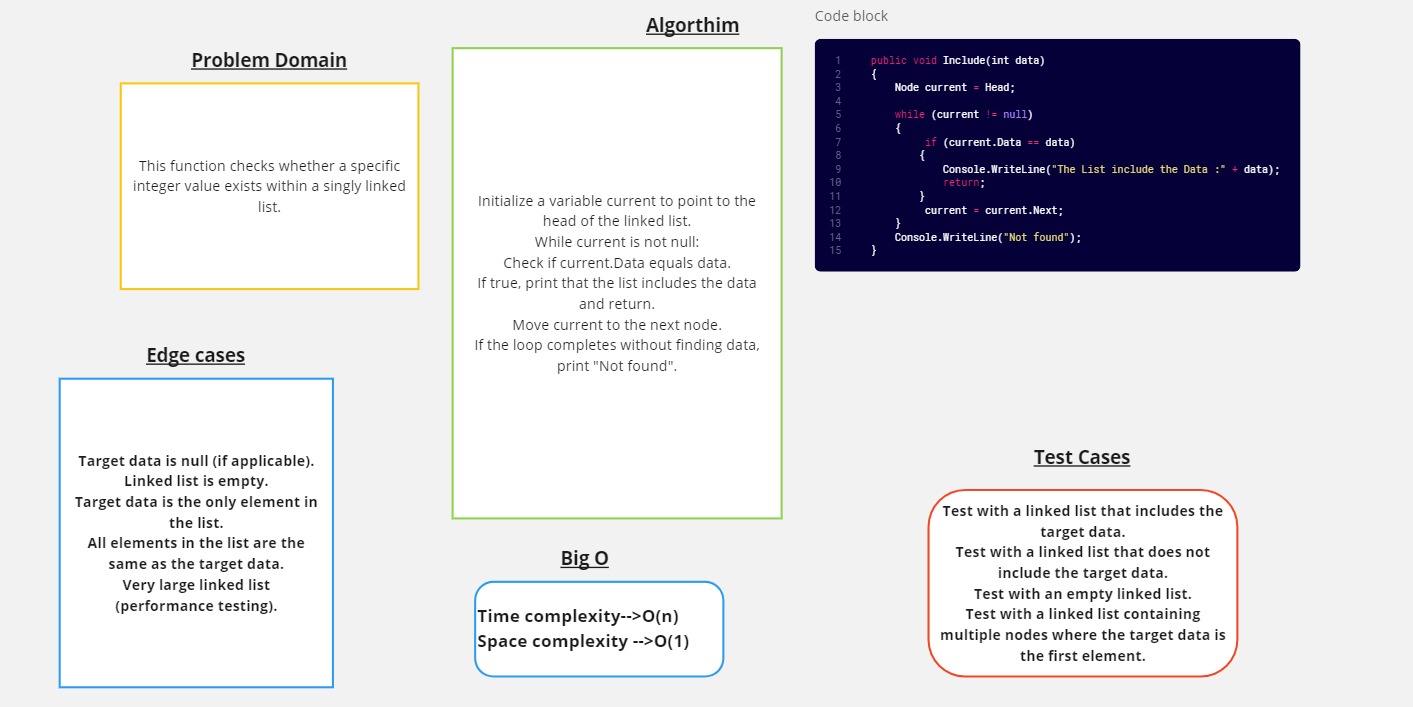 Problem Domain
This function checks whether a specific
integer value exists within a singly linked
list.
Edge cases
Target data is null (if applicable).
Linked list is empty.
Target data is the only element in
the list.
All elements in the list are the
same as the target data.
Very large linked list
(performance testing).
Algorthim
Initialize a variable current to point to the
head of the linked list.
While current is not null:
Check if current.Data equals data.
If true, print that the list includes the data
and return.
Move current to the next node.
If the loop completes without finding data,
print "Not found".
Big O
Time complexity-->O(n)
Space complexity -->O(1)
Code block
1 public void Include(int data)
2 {
3 Node current = Head;
4
5 while (current != null)
6 {
7 if (current.Data == data)
8 {
9 Console.WriteLine("The List include the Data :" + data);
10 return;
11 }
12 current = current.Next;
13 }
14 Console.WriteLine("Not found");
15 }
Test Cases
Test with a linked list that includes the
target data.
Test with a linked list that does not
include the target data.
Test with an empty linked list.
Test with a linked list containing
multiple nodes where the target data is
the first element.